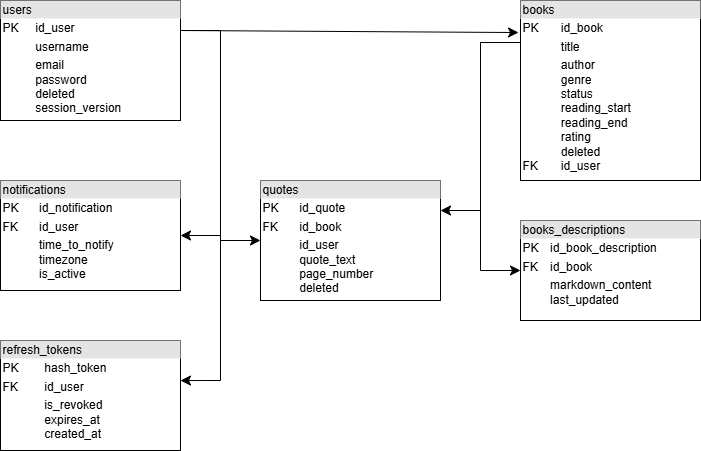 users
PK id_user
username
email
password
deleted
session_version
books
PK id_book
title
author
genre
status
reading_start
reading_end
rating
deleted
FK id_user
notifications
PK id_notification
FK id_user
time_to_notify
timezone
is_active
quotes
PK id_quote
FK id_book
id_user
quote_text
page_number
deleted
books_descriptions
PK id_book_description
FK id_book
markdown_content
last_updated
refresh_tokens
PK hash_token
FK id_user
is_revoked
expires_at
created_at